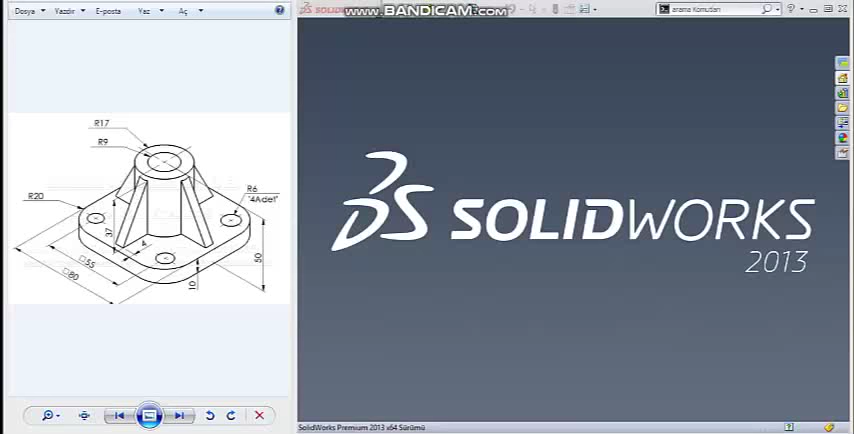 Dosya Yazdır E-posta Yaz Aç
www.BANDICAM.com
arama Komutları
R17
R9
R20
R6
"4Adet"
37
4
□55
□80
10
50
SOLIDWORKS
2013
SolidWorks Premium 2013 x64 Sürümü